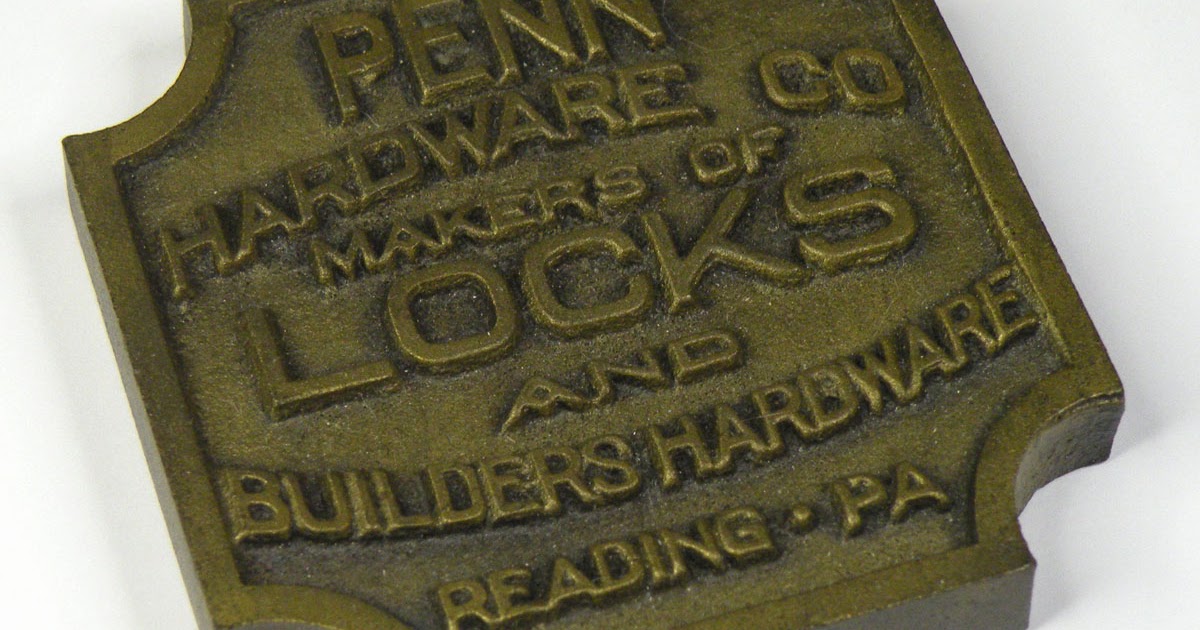 PENN
HARDWARE CO
MAKERS OF
LOCKS
AND
BUILDERS HARDWARE
READING · PA